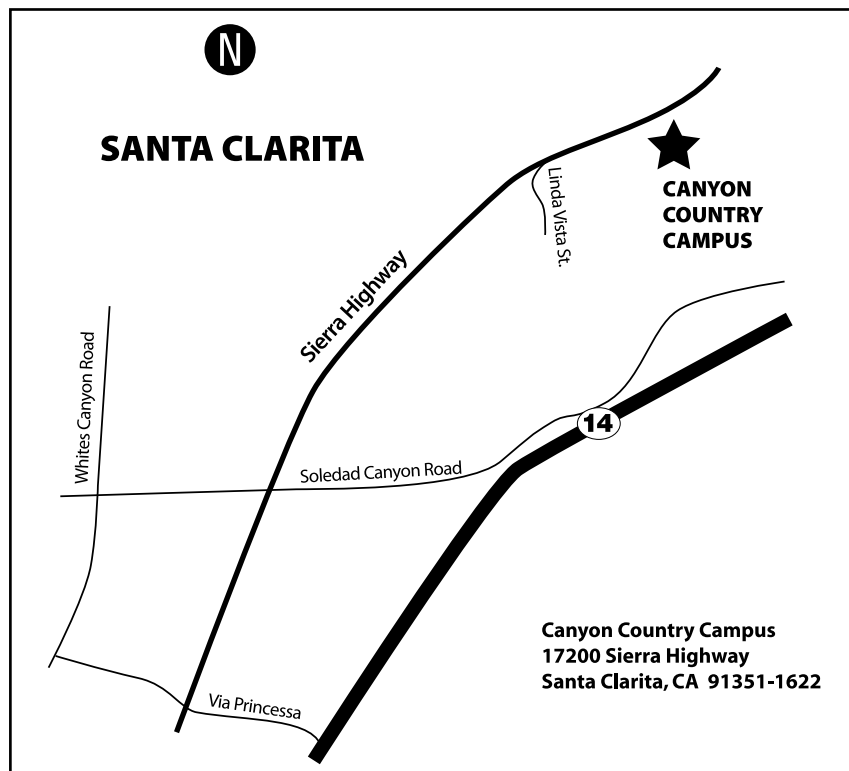 N
SANTA CLARITA
Linda Vista St.
CANYON
COUNTRY
CAMPUS
Sierra Highway
Whites Canyon Road
14
Soledad Canyon Road
Canyon Country Campus
17200 Sierra Highway
Santa Clarita, CA 91351-1622
Via Princessa